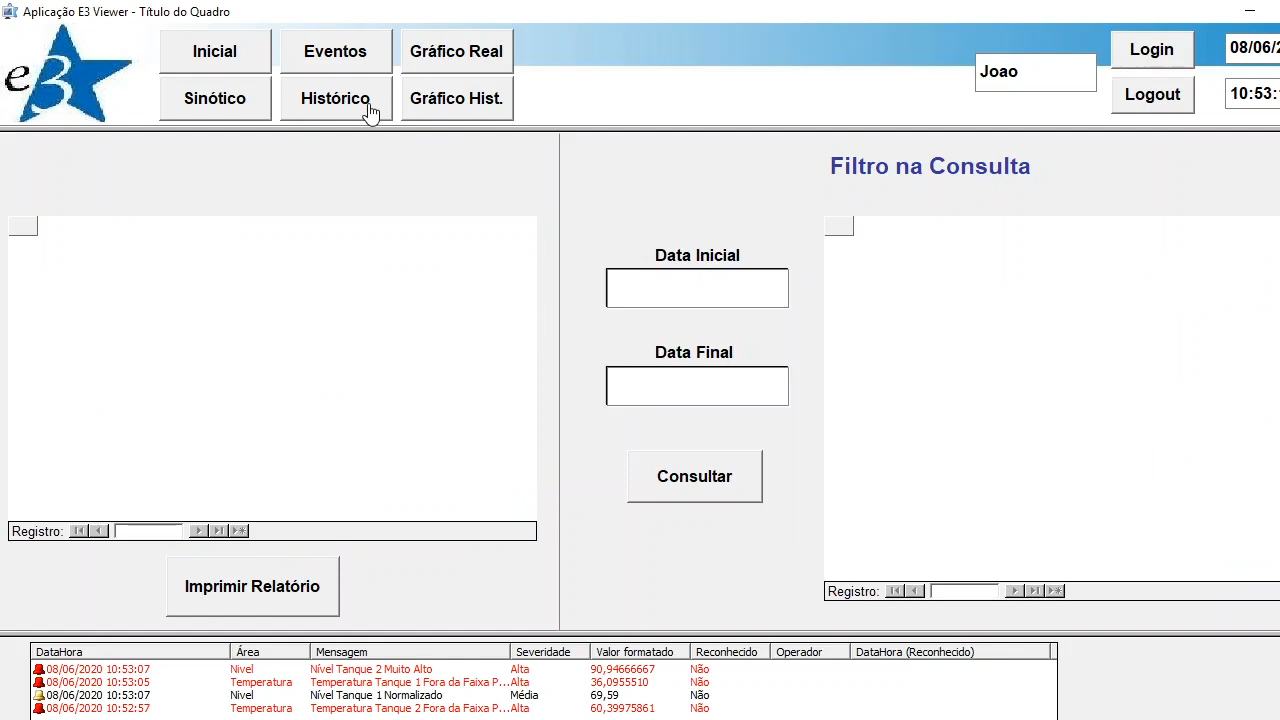 Aplicação E3 Viewer - Título do Quadro
e3
Inicial Eventos Gráfico Real
Sinótico Histórico Gráfico Hist.
Joao
Login
Logout
08/06/2
10:53:
Filtro na Consulta
Data Inicial
Data Final
Consultar
Registro:
Imprimir Relatório
Registro:
DataHora Área Mensagem Severidade Valor formatado Reconhecido Operador DataHora (Reconhecido)
08/06/2020 10:53:07 Nivel Nível Tanque 2 Muito Alto Alta 90,94666667 Não
08/06/2020 10:53:05 Temperatura Temperatura Tanque 1 Fora da Faixa P... Alta 36,0955510 Não
08/06/2020 10:53:07 Nivel Nível Tanque 1 Normalizado Média 69,59 Não
08/06/2020 10:52:57 Temperatura Temperatura Tanque 2 Fora da Faixa P... Alta 60,39975861 Não